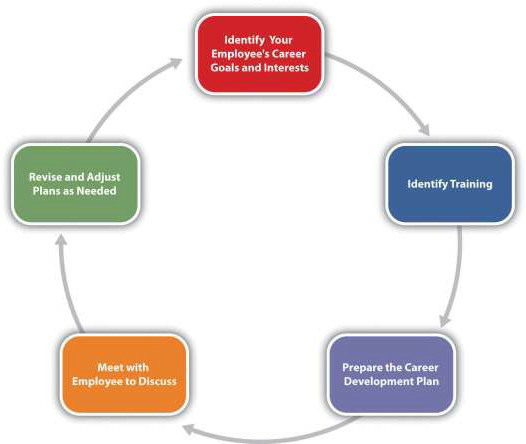 Identify Your
Employee's Career
Goals and Interests
Identify Training
Prepare the Career
Development Plan
Meet with
Employee to Discuss
Revise and Adjust
Plans as Needed